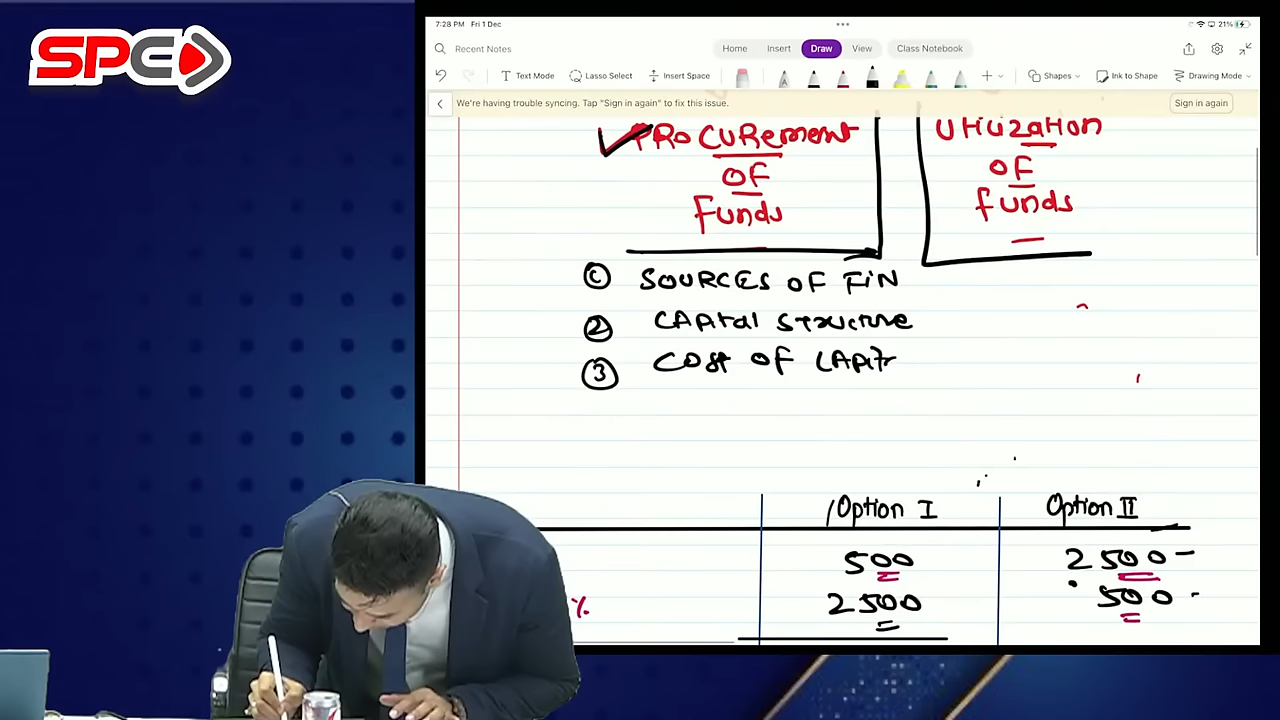 SPC
7:28 PM Fri 1 Dec
21%
Recent Notes
Home Insert Draw View Class Notebook
Text Mode Lasso Select Insert Space Shapes Ink to Shape Drawing Mode
We're having trouble syncing. Tap "Sign in again" to fix this issue. Sign in again
PROCUREMENT
OF
Funds
UTILIZATION
OF
funds
SOURCES OF FIN
2 CAPital Structure
3 COST OF CAPit
Option I Option II
500 2500
% 2500 500